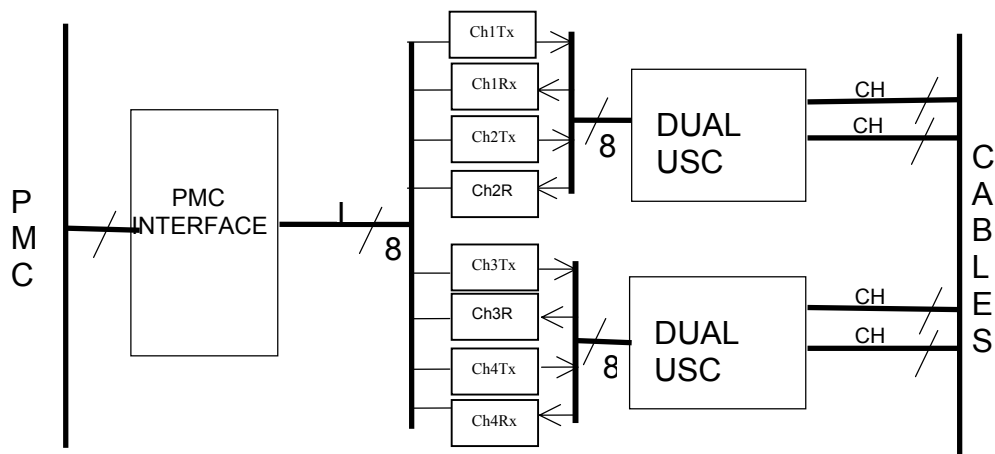 P
M
C
PMC
INTERFACE
I
8
Ch1Tx
Ch1Rx
Ch2Tx
Ch2R
Ch3Tx
Ch3R
Ch4Tx
Ch4Rx
8
8
DUAL
USC
DUAL
USC
CH
CH
CH
CH
C
A
B
L
E
S